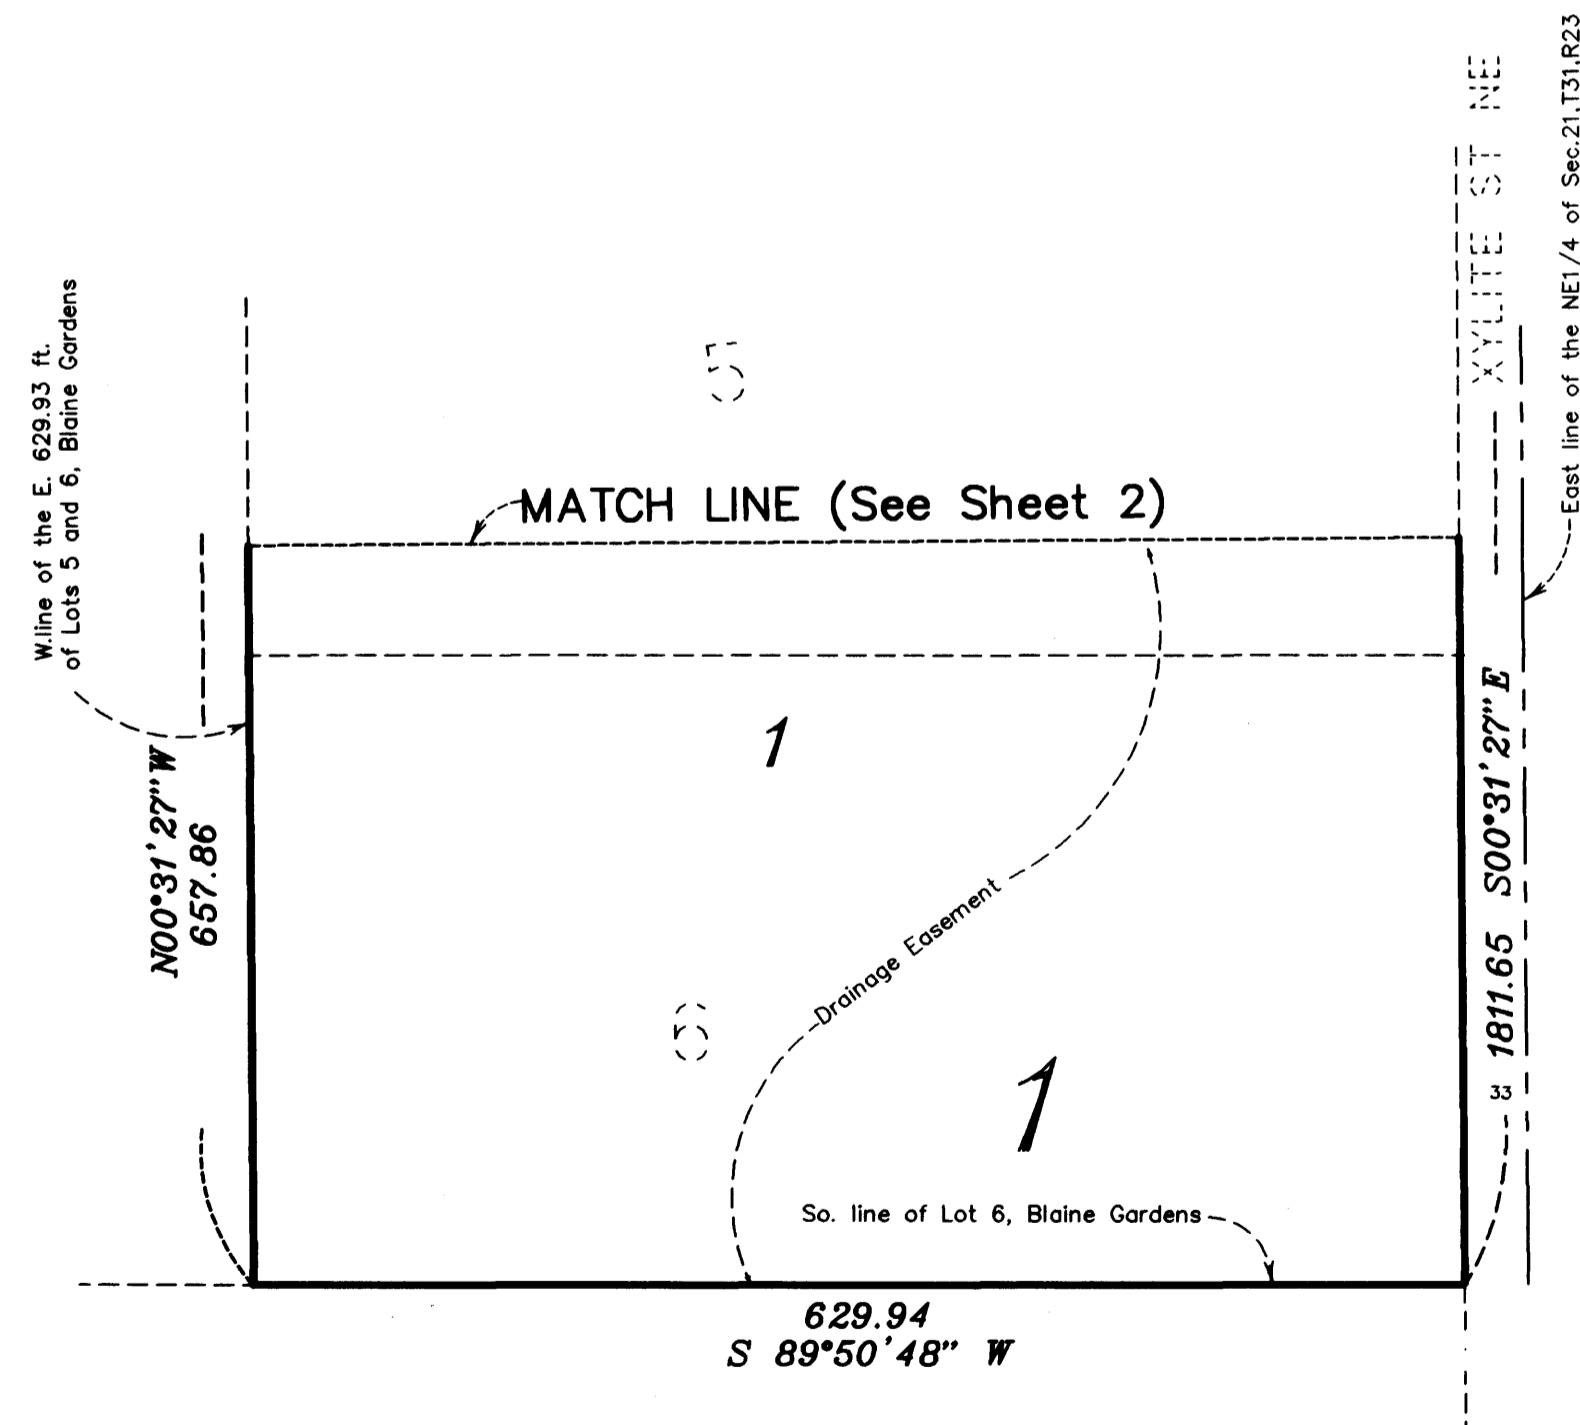 XYLITE ST NE
East line of the NE1/4 of Sec.21,T31,R23
W.line of the E. 629.93 ft.
of Lots 5 and 6, Blaine Gardens
5
MATCH LINE (See Sheet 2)
1
N00°31'27"W
657.86
1811.65 S00°31'27"E
33
Drainage Easement
6
1
So. line of Lot 6, Blaine Gardens
629.94
S 89°50'48" W